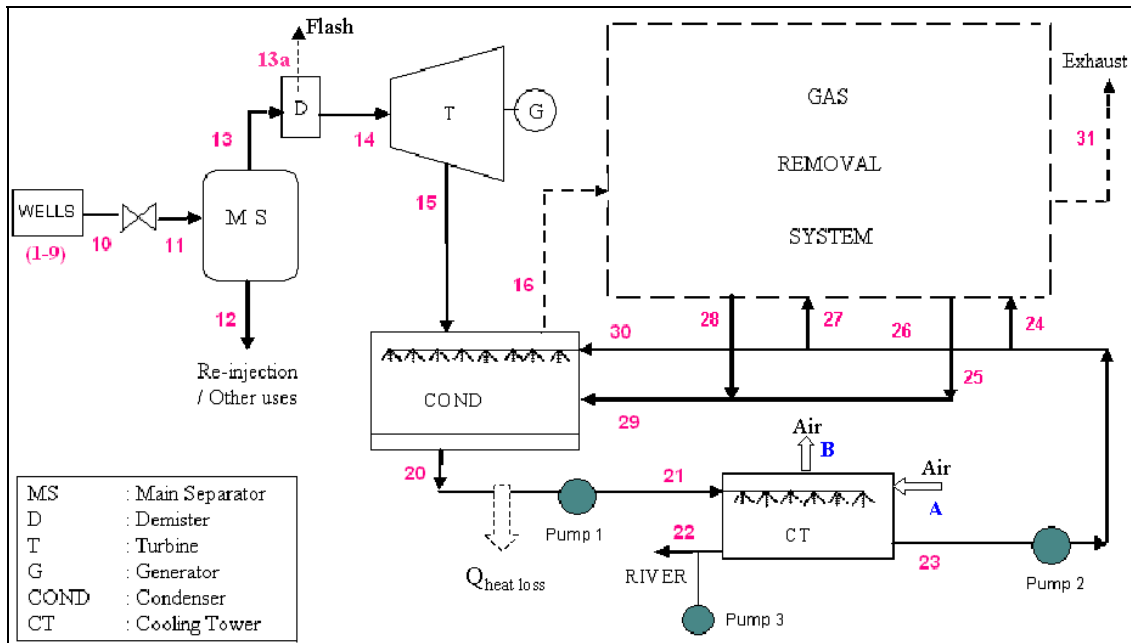 Flash
13a
D
13
14
T
G
GAS
REMOVAL
SYSTEM
Exhaust
31
WELLS
(1-9)
10
11
MS
15
16
12
Re-injection
/ Other uses
28
27
26
24
30
25
COND
29
20
21
Air
B
Air
A
Pump 1
CT
22
RIVER
23
Pump 2
Pump 3
Qheat loss
MS : Main Separator
D : Demister
T : Turbine
G : Generator
COND : Condenser
CT : Cooling Tower